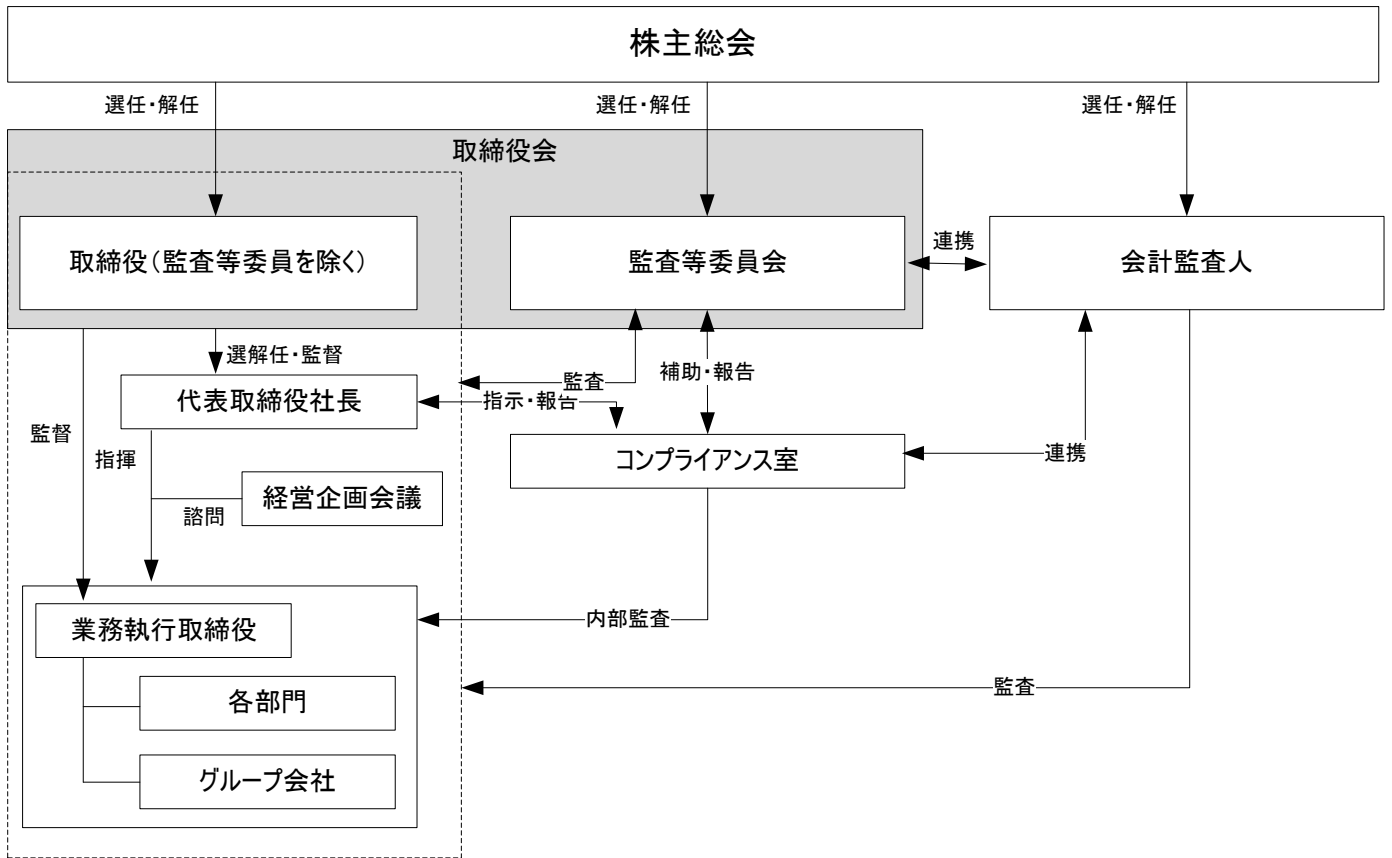 株主総会
選任・解任
選任・解任
選任・解任
取締役会
取締役（監査等委員を除く）
監査等委員会
連携
会計監査人
選解任・監督
監査
補助・報告
代表取締役社長
指示・報告
監督
指揮
コンプライアンス室
連携
経営企画会議
諮問
業務執行取締役
内部監査
各部門
監査
グループ会社